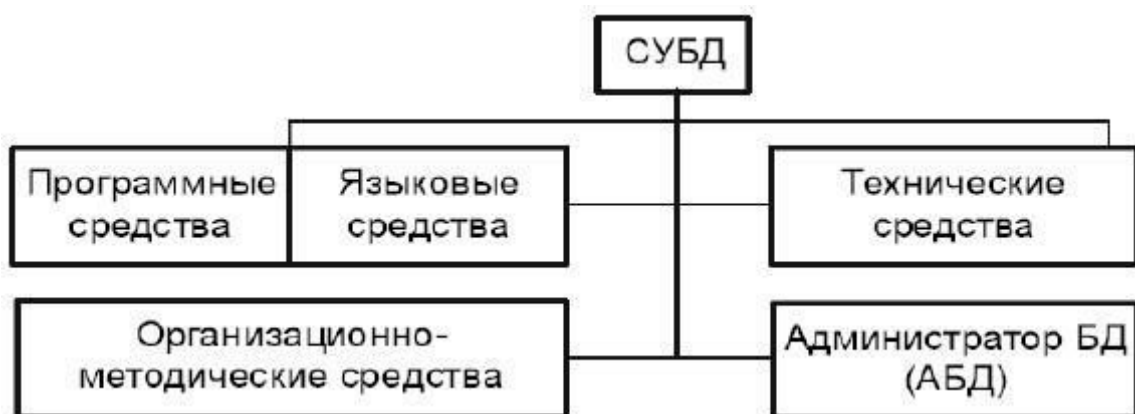 СУБД
Программные
средства
Языковые
средства
Технические
средства
Организационно-
методические средства
Администратор БД
(АБД)